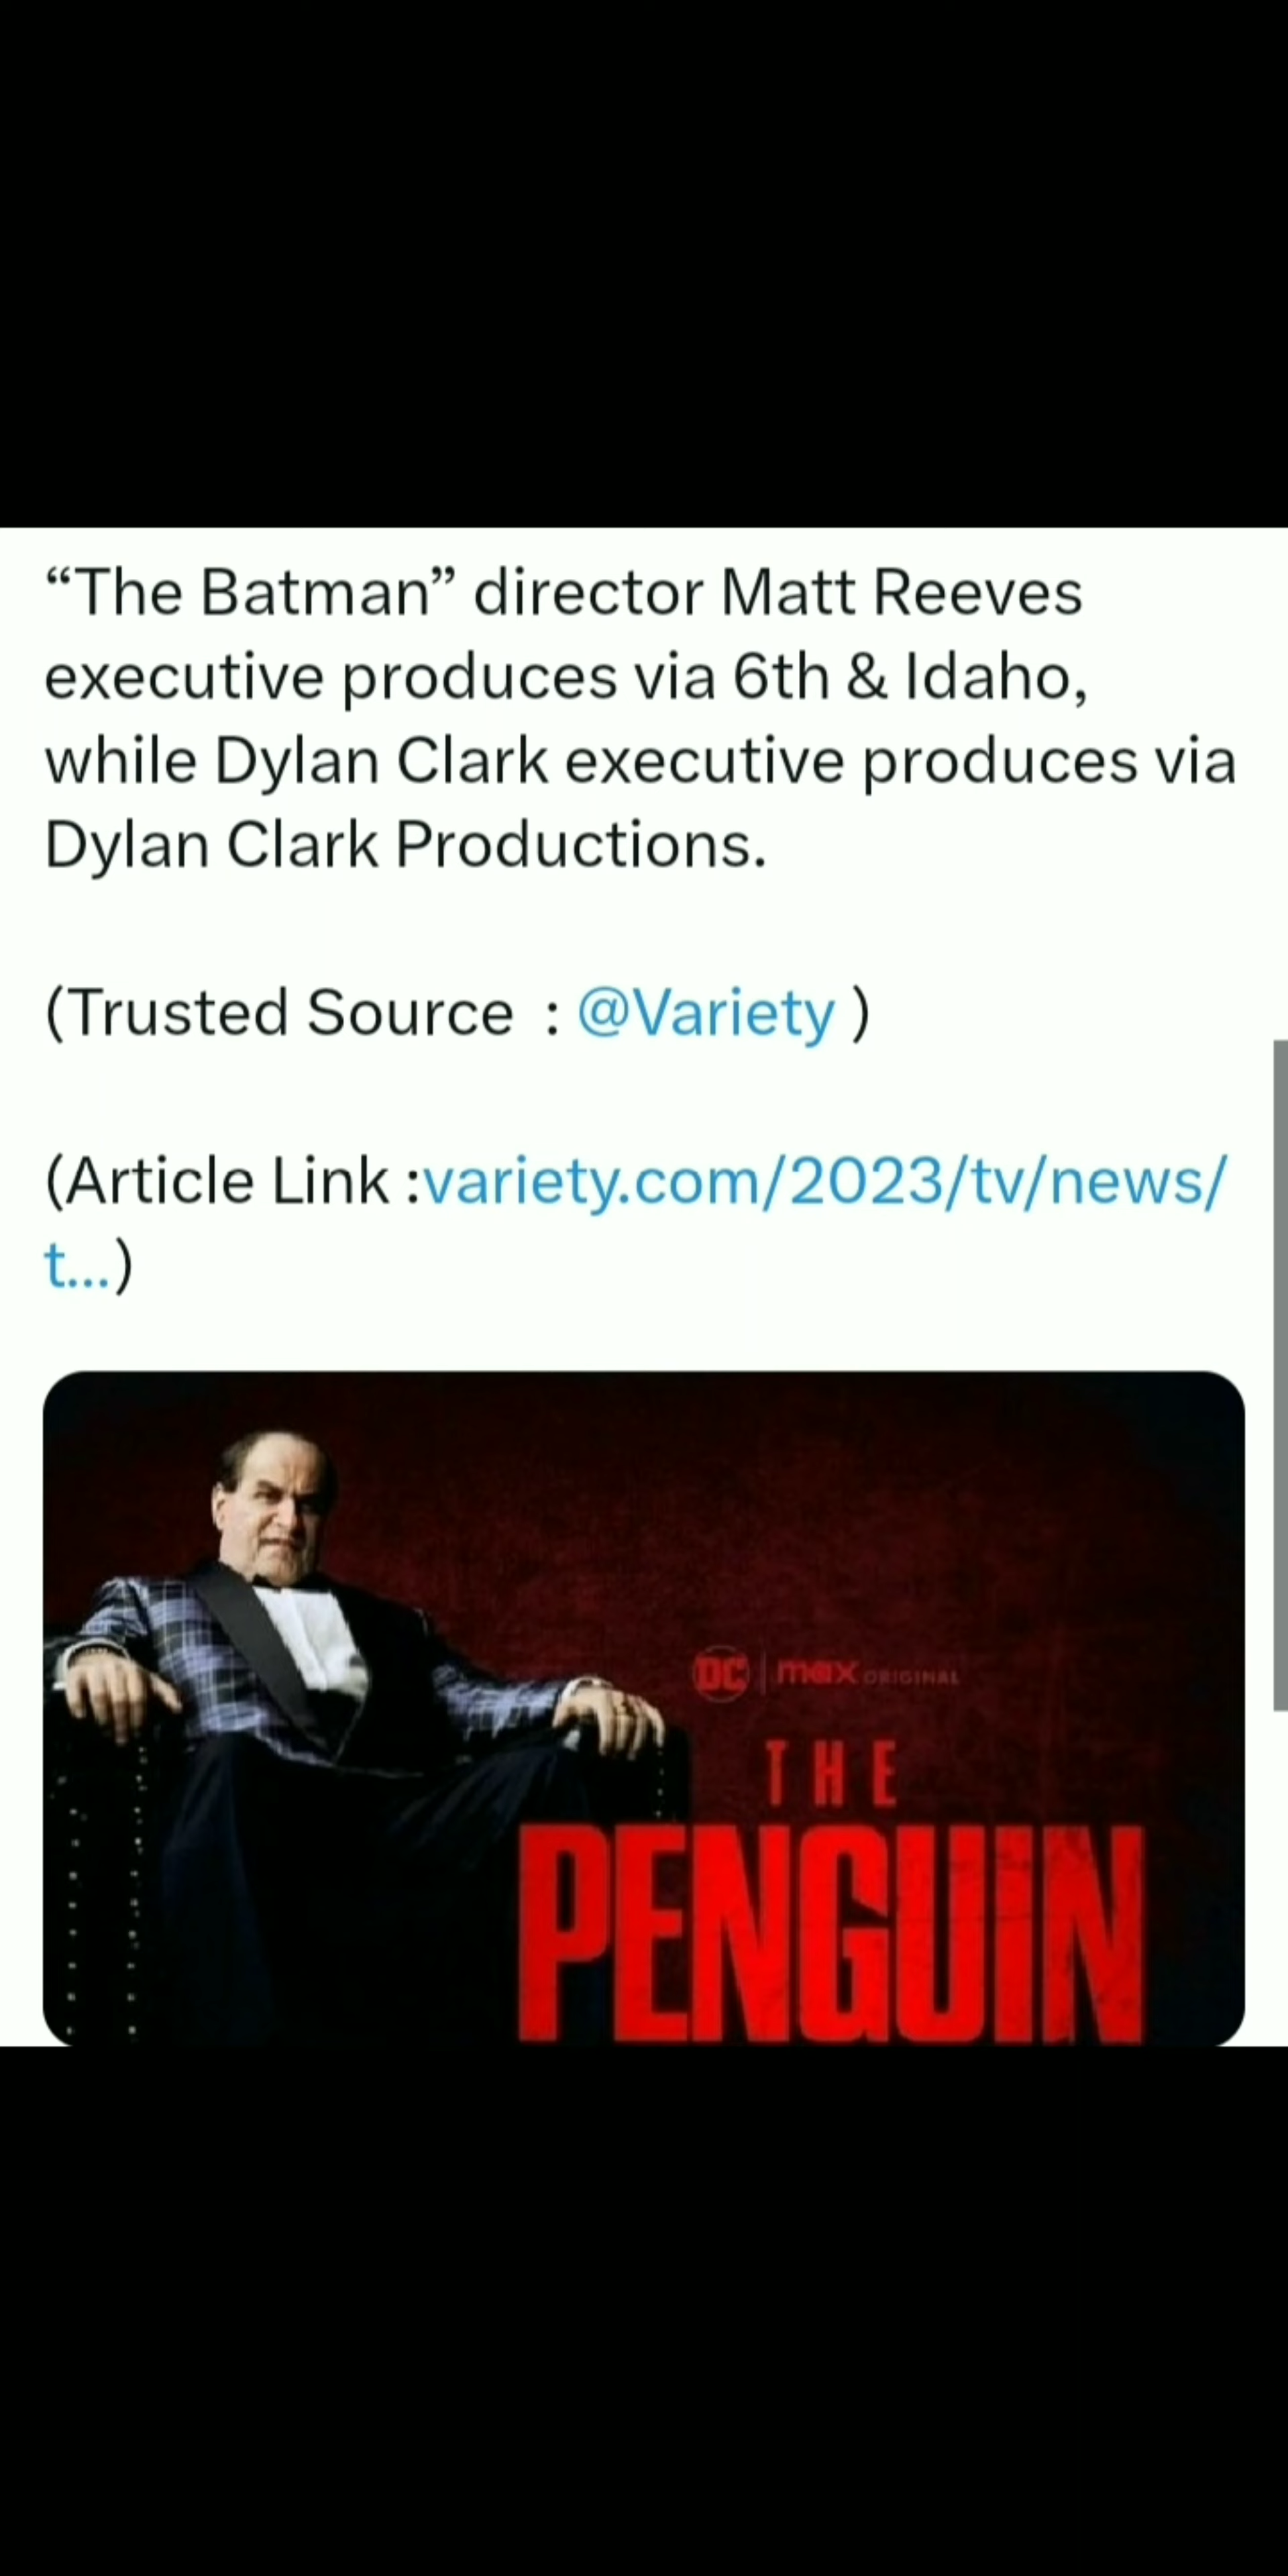 “The Batman” director Matt Reeves
executive produces via 6th & Idaho,
while Dylan Clark executive produces via
Dylan Clark Productions.
(Trusted Source : @Variety )
(Article Link :variety.com/2023/tv/news/
t...)
DC | max ORIGINAL
THE
PENGUIN